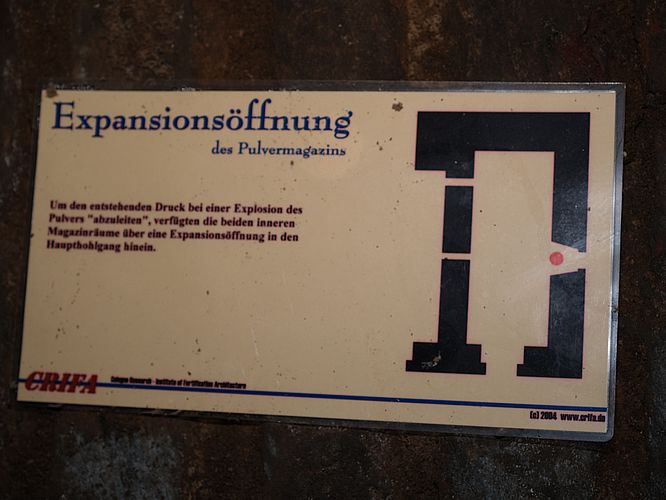 Expansionsöffnung
des Pulvermagazins
Um den entstehenden Druck bei einer Explosion des
Pulvers "abzuleiten", verfügten die beiden inneren
Magazinräume über eine Expansionsöffnung in den
Haupthohlgang hinein.
CRIFA Cologne Research - Institute of Fortification Architecture
(c) 2004 www.crifa.de